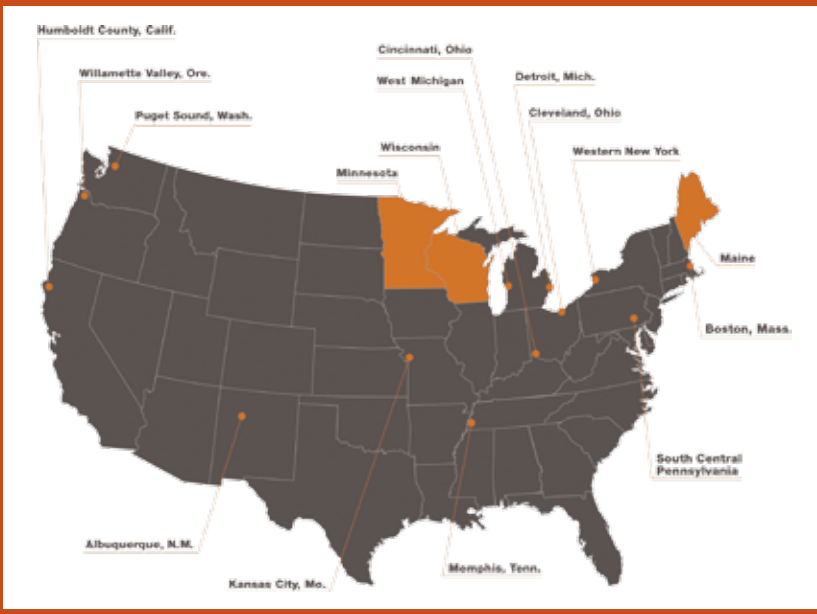 Humboldt County, Calif.
Cincinnati, Ohio
Willamette Valley, Ore.
West Michigan
Detroit, Mich.
Puget Sound, Wash.
Cleveland, Ohio
Wisconsin
Western New York
Minnesota
Maine
Boston, Mass.
South Central
Pennsylvania
Albuquerque, N.M.
Memphis, Tenn.
Kansas City, Mo.